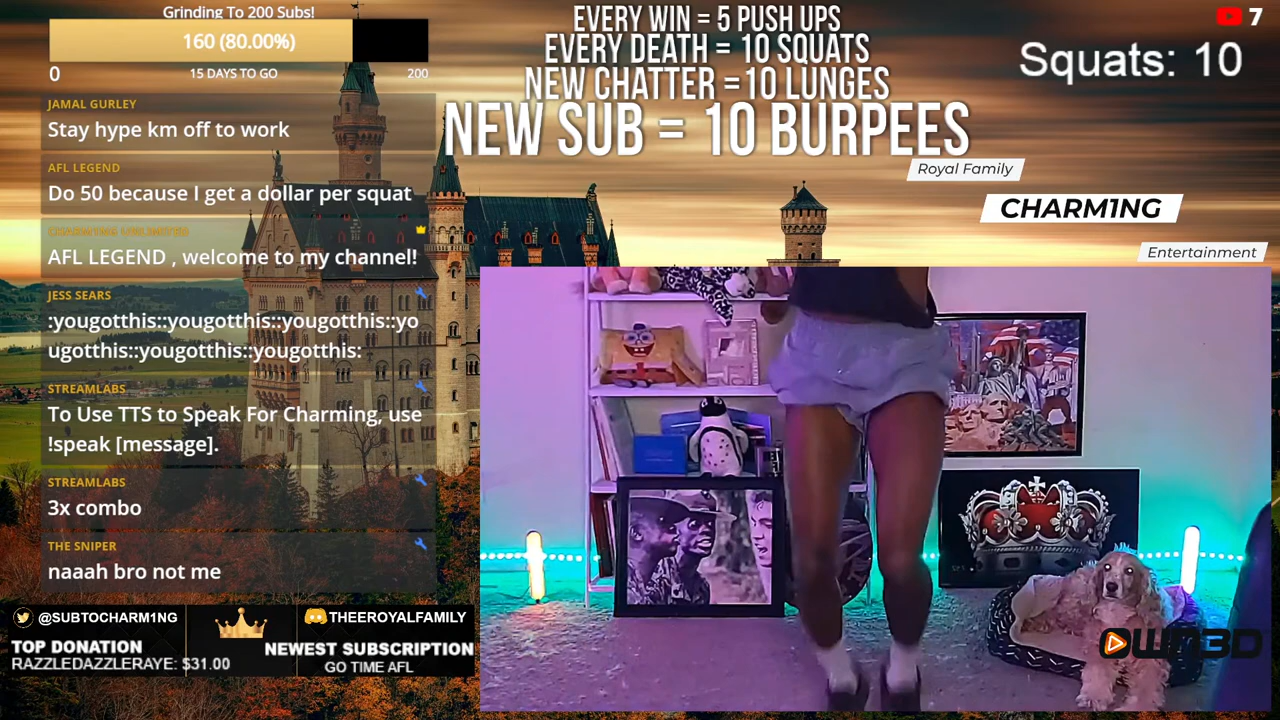 Grinding To 200 Subs!
160 (80.00%)
0
15 DAYS TO GO
200
JAMAL GURLEY
Stay hype km off to work
AFL LEGEND
Do 50 because I get a dollar per squat
CHARM1NG UNLIMITED
AFL LEGEND , welcome to my channel!
JESS SEARS
:yougotthis::yougotthis::yougotthis::yo
ugotthis::yougotthis::yougotthis:
STREAMLABS
To Use TTS to Speak For Charming, use
!speak [message].
STREAMLABS
3x combo
THE SNIPER
naaah bro not me
@SUBTOCHARM1NG
THEEROYALFAMILY
TOP DONATION
RAZZLEDAZZLERAYE: $31.00
NEWEST SUBSCRIPTION
GO TIME AFL
EVERY WIN = 5 PUSH UPS
EVERY DEATH = 10 SQUATS
NEW CHATTER =10 LUNGES
NEW SUB = 10 BURPEES
7
Squats: 10
Royal Family
CHARM1NG
Entertainment
OWN3D